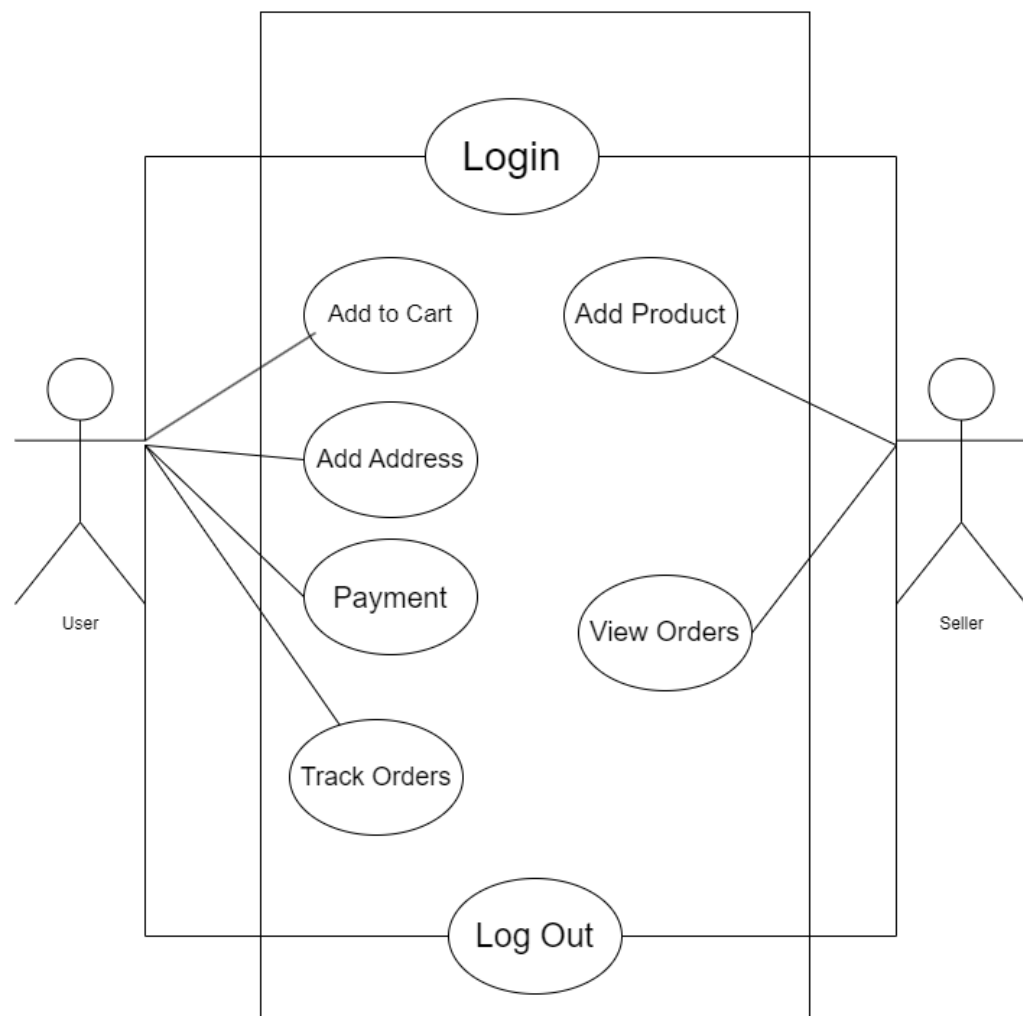 Login
Add to Cart
Add Product
Add Address
Payment
User
Seller
View Orders
Track Orders
Log Out